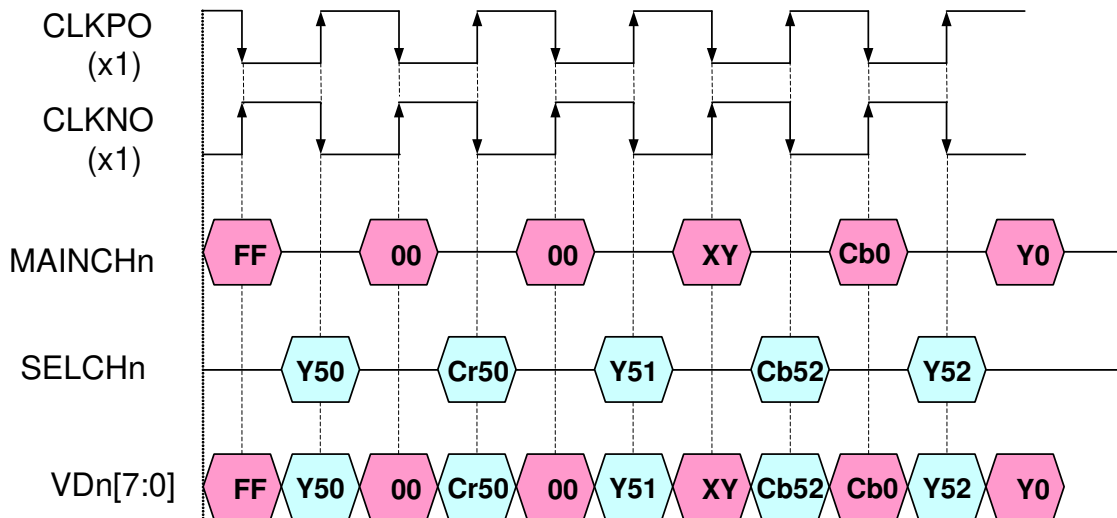 CLKPO
(x1)
CLKNO
(x1)
MAINCHn FF 00 00 XY Cb0 Y0
SELCHn Y50 Cr50 Y51 Cb52 Y52
VDn[7:0] FF Y50 00 Cr50 00 Y51 XY Cb52 Cb0 Y52 Y0